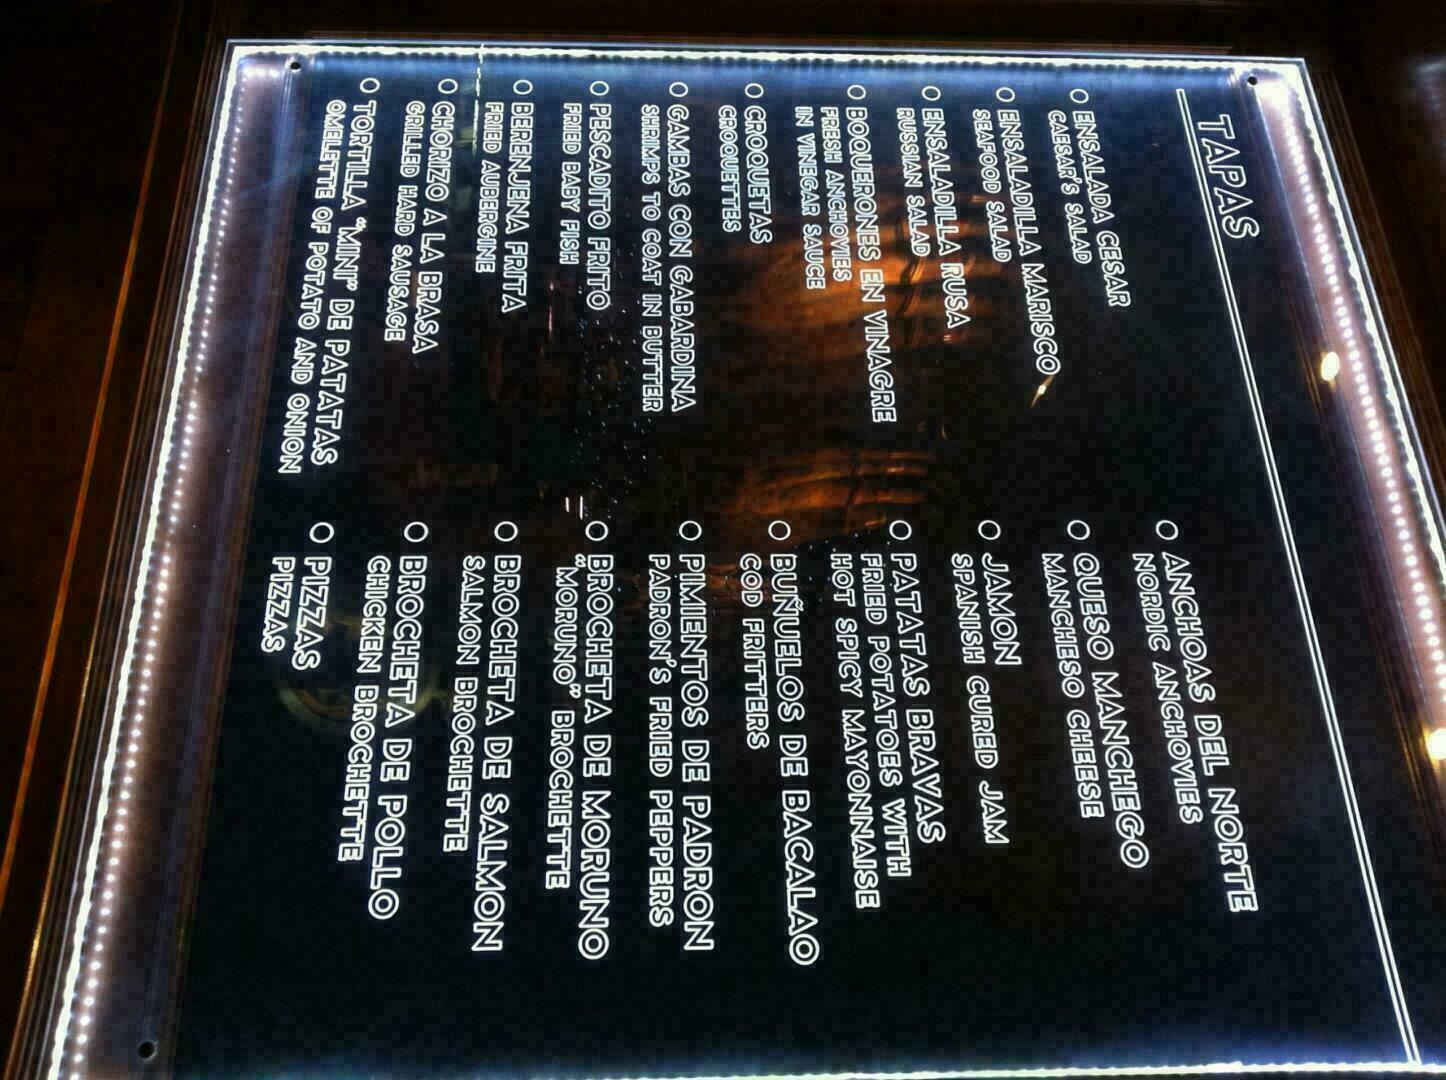 TAPAS
ENSALADA CESAR
CAESAR'S SALAD
ENSALADILLA MARISCO
SEAFOOD SALAD
ENSALADILLA RUSA
RUSSIAN SALAD
BOQUERONES EN VINAGRE
FRESH ANCHOVIES
IN VINEGAR SAUCE
CROQUETAS
CROQUETTES
GAMBAS CON GABARDINA
SHRIMPS TO COAT IN BUTTER
PESCADITO FRITO
FRIED BABY FISH
BERENJENA FRITA
FRIED AUBERGINE
CHORIZO A LA BRASA
GRILLED HARD SAUSAGE
TORTILLA "MINI" DE PATATAS
OMELETTE OF POTATO AND ONION
ANCHOAS DEL NORTE
NORDIC ANCHOVIES
QUESO MANCHEGO
MANCHESO CHEESE
JAMON
SPANISH CURED JAM
PATATAS BRAVAS
FRIED POTATOES WITH
HOT SPICY MAYONNAISE
BUÑUELOS DE BACALAO
COD FRITTERS
PIMIENTOS DE PADRON
PADRON'S FRIED PEPPERS
BROCHETA DE MORUNO
"MORUNO" BROCHETTE
BROCHETA DE SALMON
SALMON BROCHETTE
BROCHETA DE POLLO
CHICKEN BROCHETTE
PIZZAS
PIZZAS